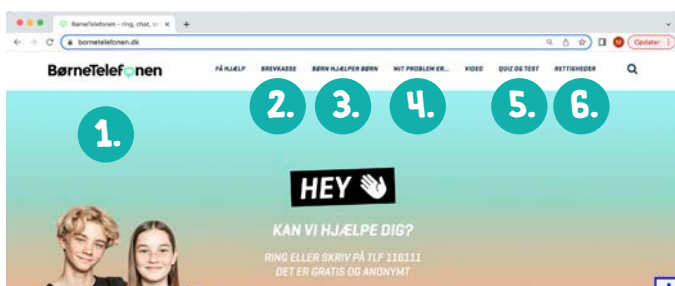 BørneTelefonen - ring, chat, sc
bornetelefonen.dk
Opdater
BørneTelefonen
FÅ HJÆLP BREVKASSE BØRN HJÆLPER BØRN MIT PROBLEM ER... VIDEO QUIZ OG TEST RETTIGHEDER
1. 2. 3. 4. 5. 6.
HEY
KAN VI HJÆLPE DIG?
RING ELLER SKRIV PÅ TLF 116111
DET ER GRATIS OG ANONYMT